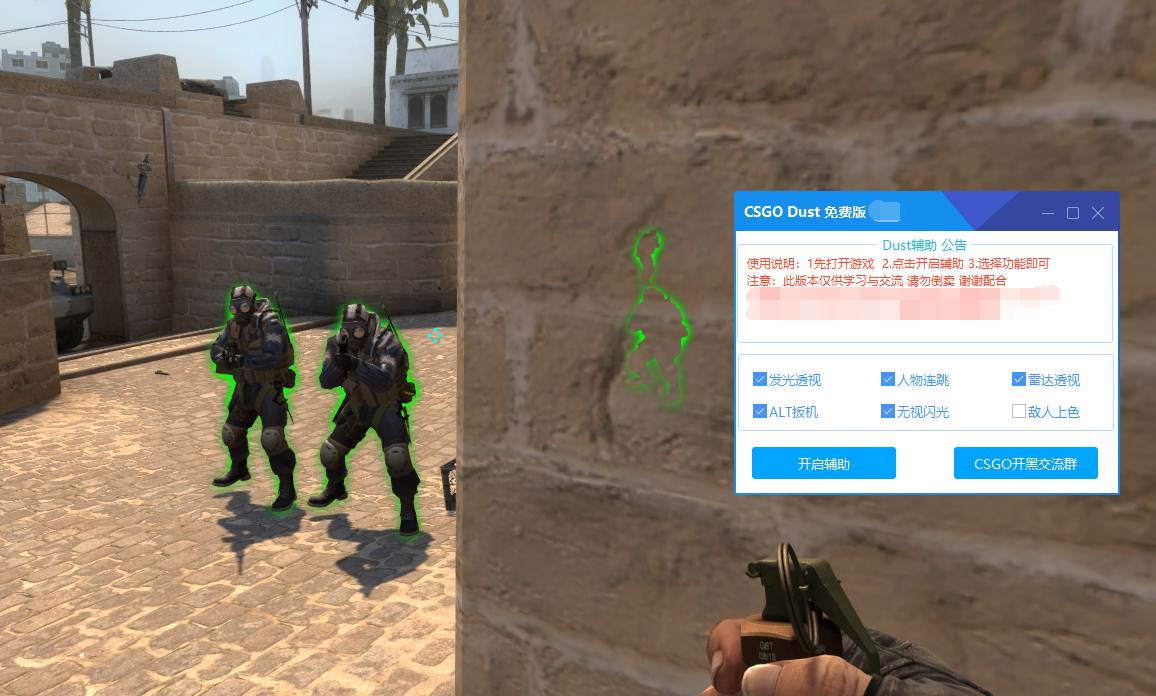 CSGO Dust 免费版
Dust辅助 公告
使用说明：1先打开游戏 2.点击开启辅助 3.选择功能即可
注意：此版本仅供学习与交流 请勿倒卖 谢谢配合
发光透视 人物连跳 雷达透视
ALT扳机 无视闪光 敌人上色
开启辅助 CSGO开黑交流群